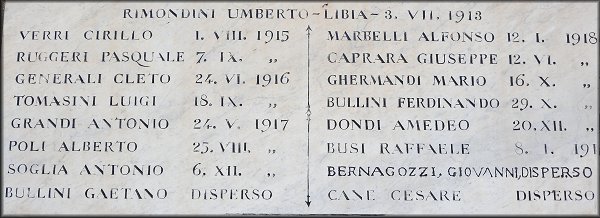 RIMONDINI UMBERTO-LIBIA-3. VII. 1913
VERRI CIRILLO 1. VIII. 1915
RUGGERI PASQUALE 7. IX. „
GENERALI CLETO 24. VI. 1916
TOMASINI LUIGI 18. IX. „
GRANDI ANTONIO 24. V. 1917
POLI ALBERTO 25. VIII. „
SOGLIA ANTONIO 6. XII. „
BULLINI GAETANO DISPERSO
MARBELLI ALFONSO 12. I. 1918
CAPRARA GIUSEPPE 12. VI. „
GHERMANDI MARIO 16. X. „
BULLINI FERDINANDO 29. X. „
DONDI AMEDEO 20. XII. „
BUSI RAFFAELE 8. I. 191
BERNAGOZZI, GIOVANNI, DISPERSO
CANE CESARE DISPERSO